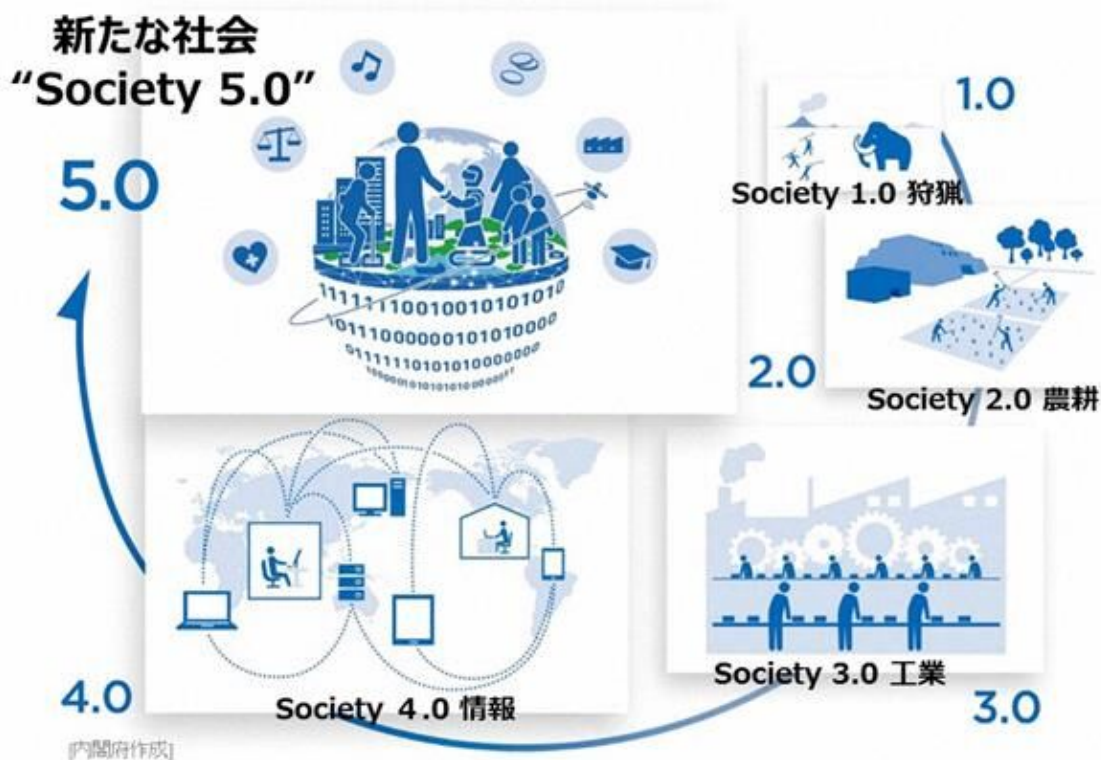 新たな社会
“Society 5.0”
5.0
1.0
Society 1.0 狩猟
2.0
Society 2.0 農耕
3.0
Society 3.0 工業
4.0
Society 4.0 情報
1111111001001010101010
[内閣府作成]